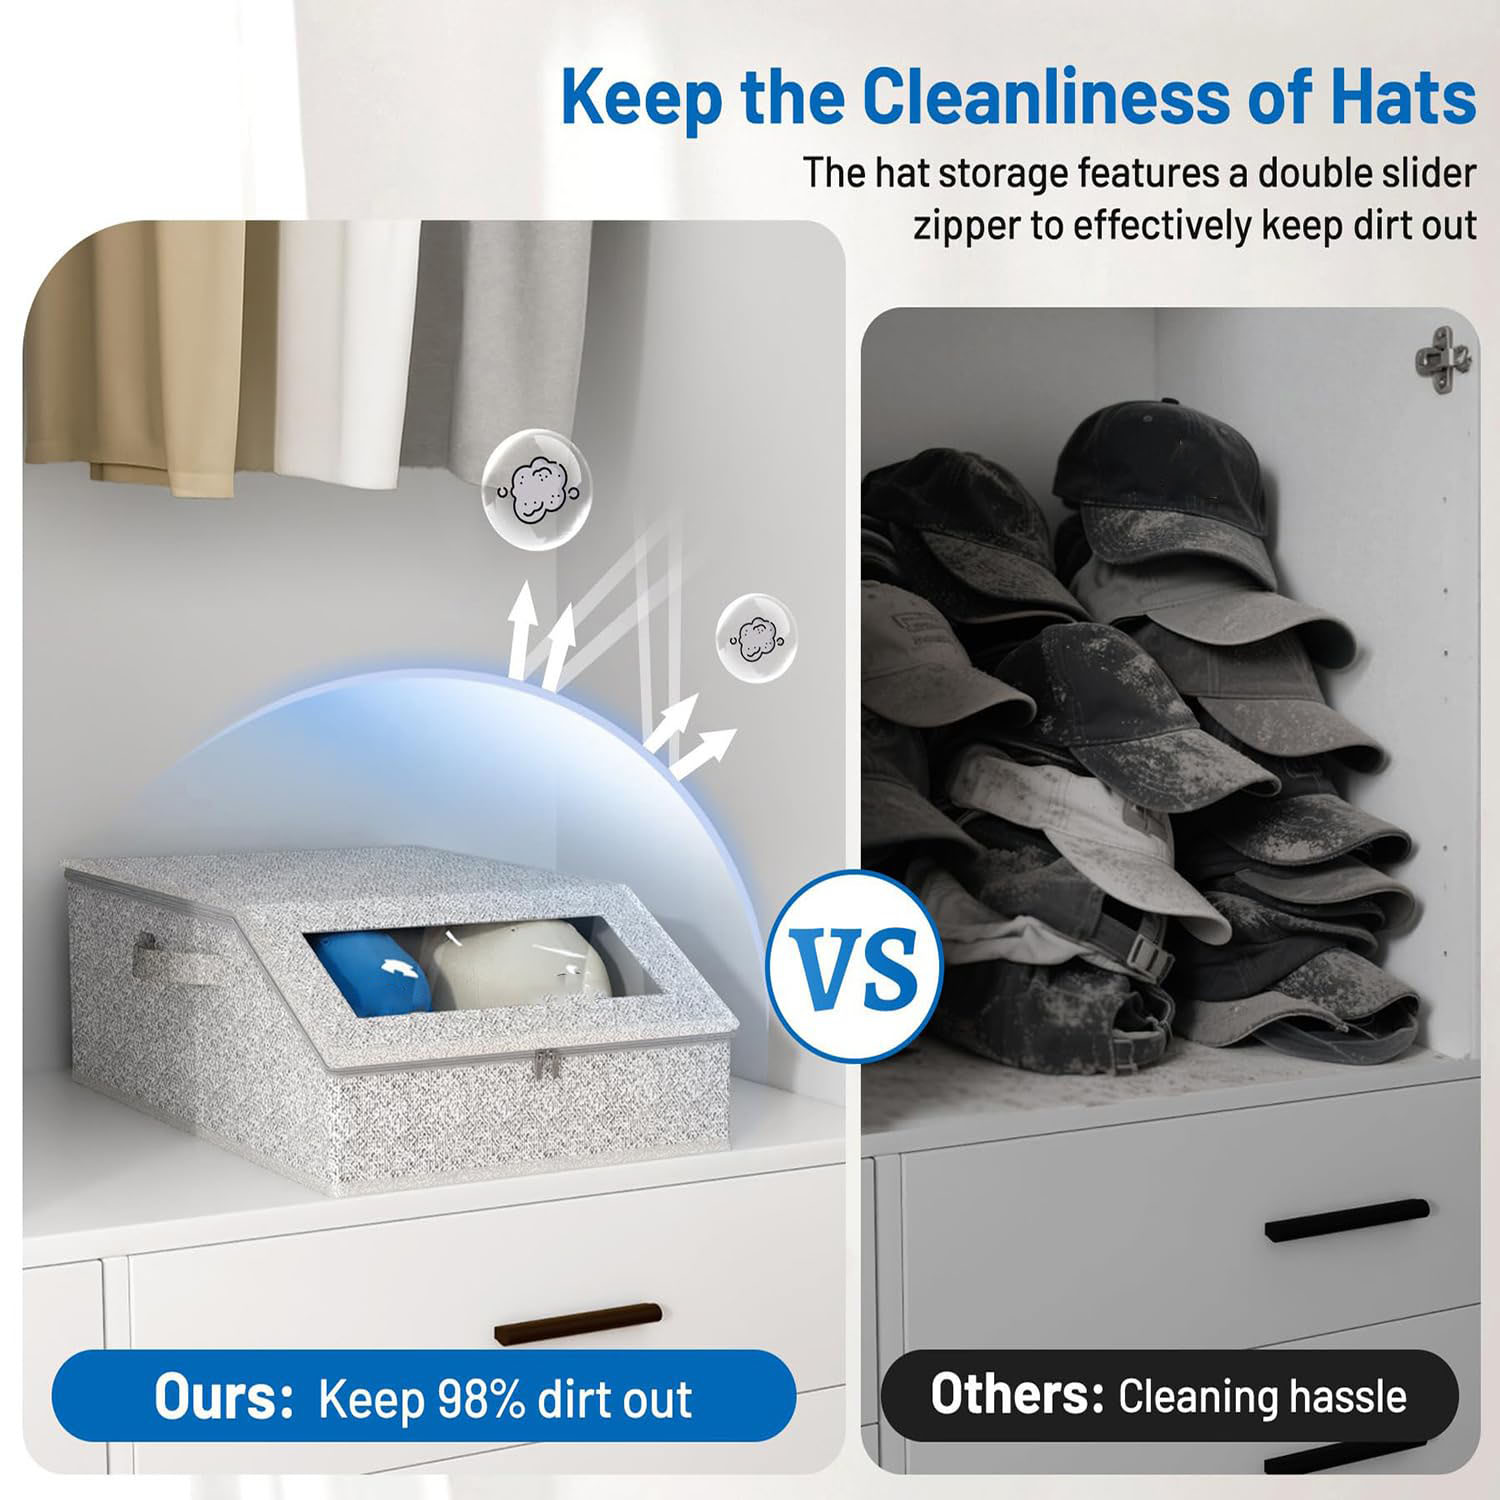 Keep the Cleanliness of Hats
The hat storage features a double slider
zipper to effectively keep dirt out
VS
Ours: Keep 98% dirt out
Others: Cleaning hassle